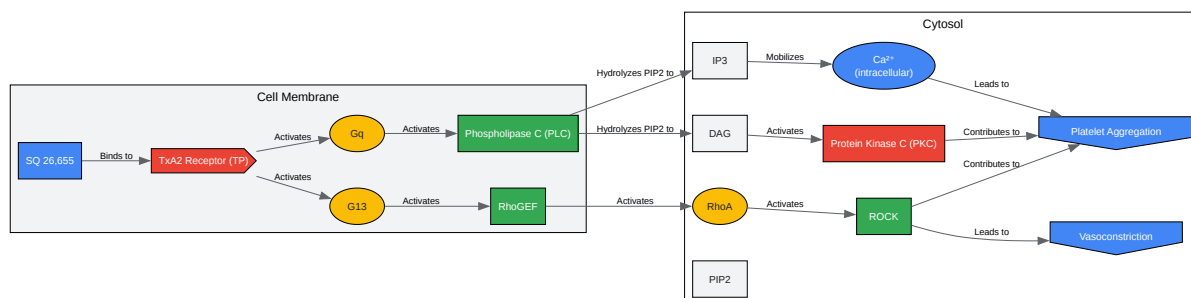 Cell Membrane
SQ 26,655
Binds to
TxA2 Receptor (TP)
Activates
Activates
Gq
G13
Activates
Activates
Phospholipase C (PLC)
RhoGEF
Hydrolyzes PIP2 to
Hydrolyzes PIP2 to
Activates
Cytosol
IP3
Mobilizes
Ca²⁺
(intracellular)
Leads to
DAG
Activates
Protein Kinase C (PKC)
Contributes to
Platelet Aggregation
Contributes to
RhoA
Activates
ROCK
Leads to
Vasoconstriction
PIP2